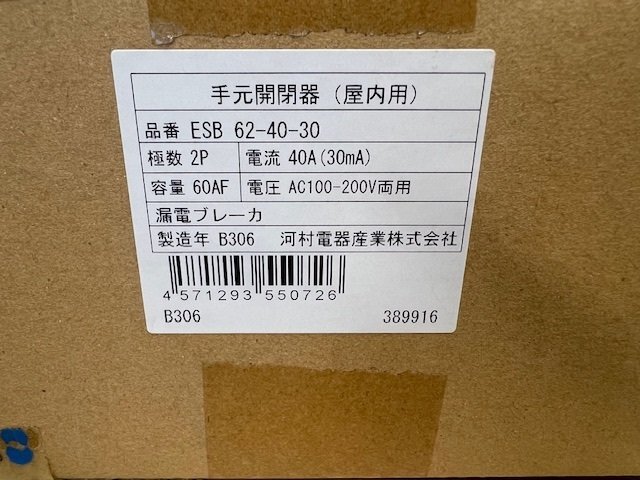 手元開閉器（屋内用）
品番 ESB 62-40-30
極数 2P 電流 40A(30mA)
容量 60AF 電圧 AC100-200V両用
漏電ブレーカ
製造年 B306 河村電器産業株式会社
4 571293 550726
B306 389916